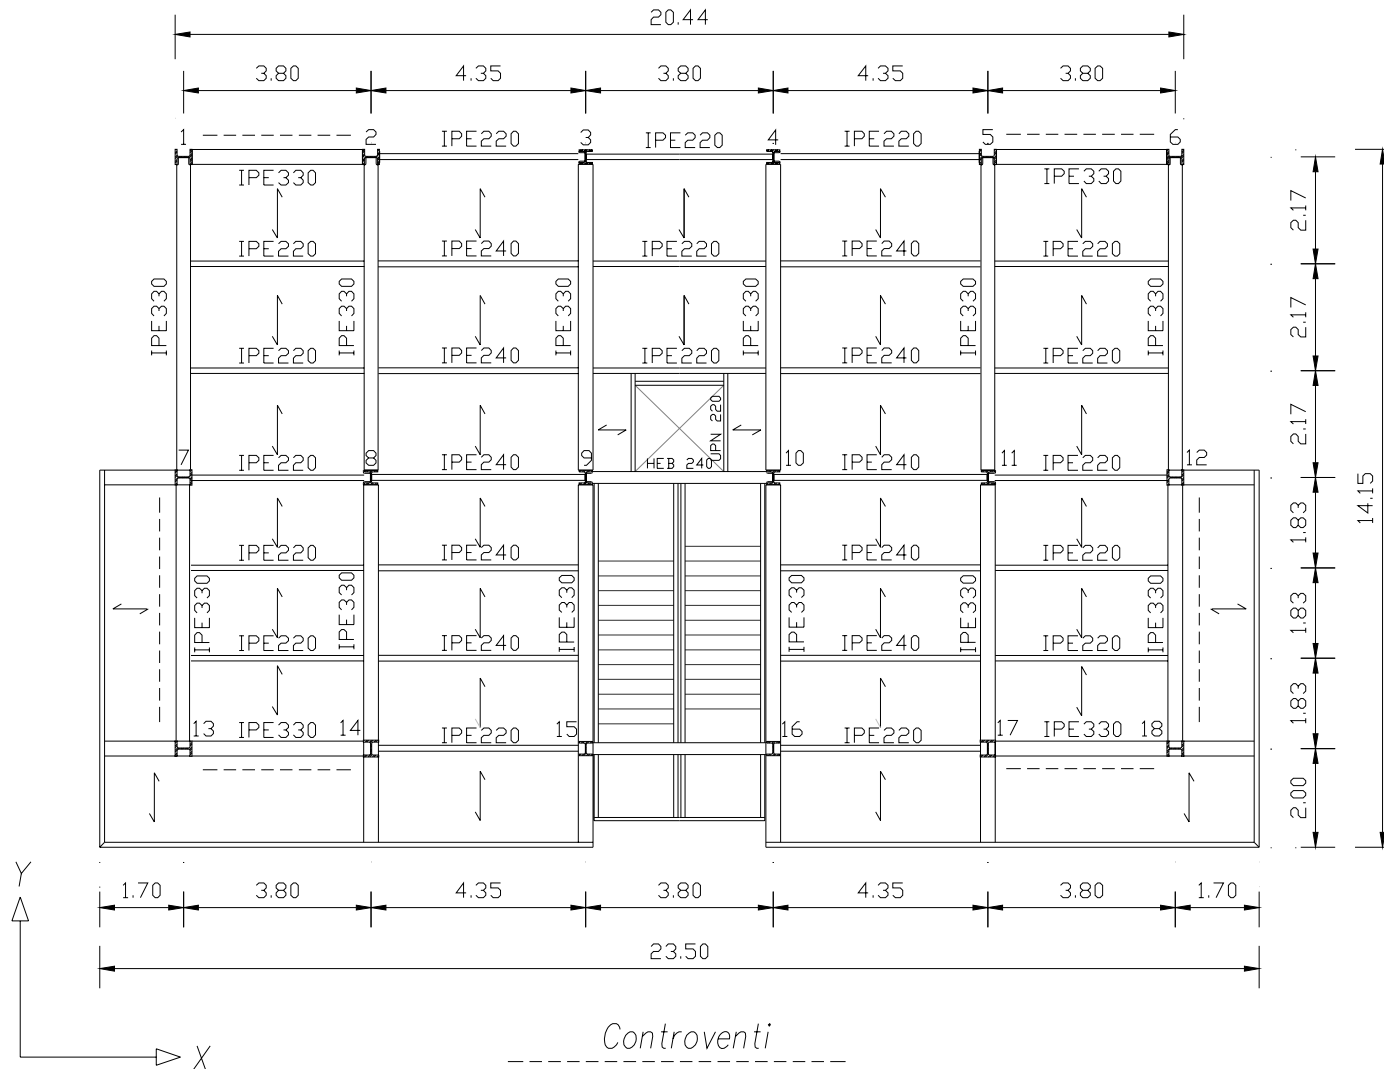 20.44
3.80 4.35 3.80 4.35 3.80
1 2 IPE220 3 IPE220 4 IPE220 5 6
IPE330 IPE330
2.17
IPE220 IPE240 IPE220 IPE240 IPE220
IPE330 IPE330 IPE330 IPE330 IPE330 IPE330
2.17
IPE220 IPE240 IPE220 IPE240 IPE220
UPN 220
2.17
7 IPE220 8 IPE240 9 HEB 240 10 IPE240 11 IPE220 12
14.15
1.83
IPE220 IPE240 IPE240 IPE220
IPE330 IPE330 IPE330 IPE330 IPE330 IPE330
1.83
IPE220 IPE240 IPE240 IPE220
1.83
13 IPE330 14 IPE220 15 16 IPE220 17 IPE330 18
2.00
Y
1.70 3.80 4.35 3.80 4.35 3.80 1.70
23.50
Controventi
X